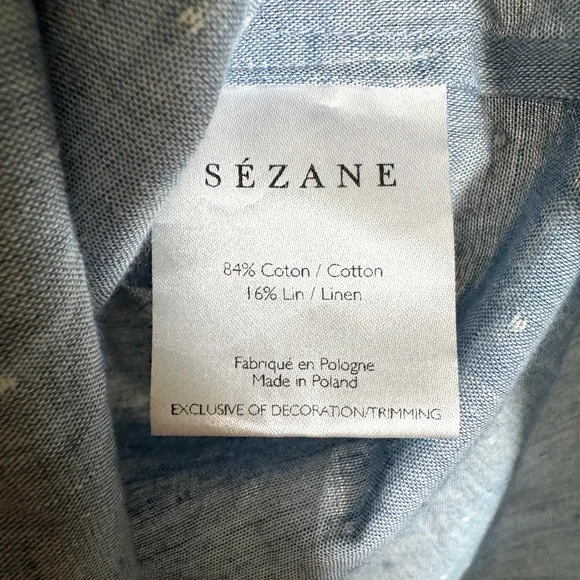 SÉZANE
84% Coton / Cotton
16% Lin / Linen
Fabriqué en Pologne
Made in Poland
EXCLUSIVE OF DECORATION/TRIMMING